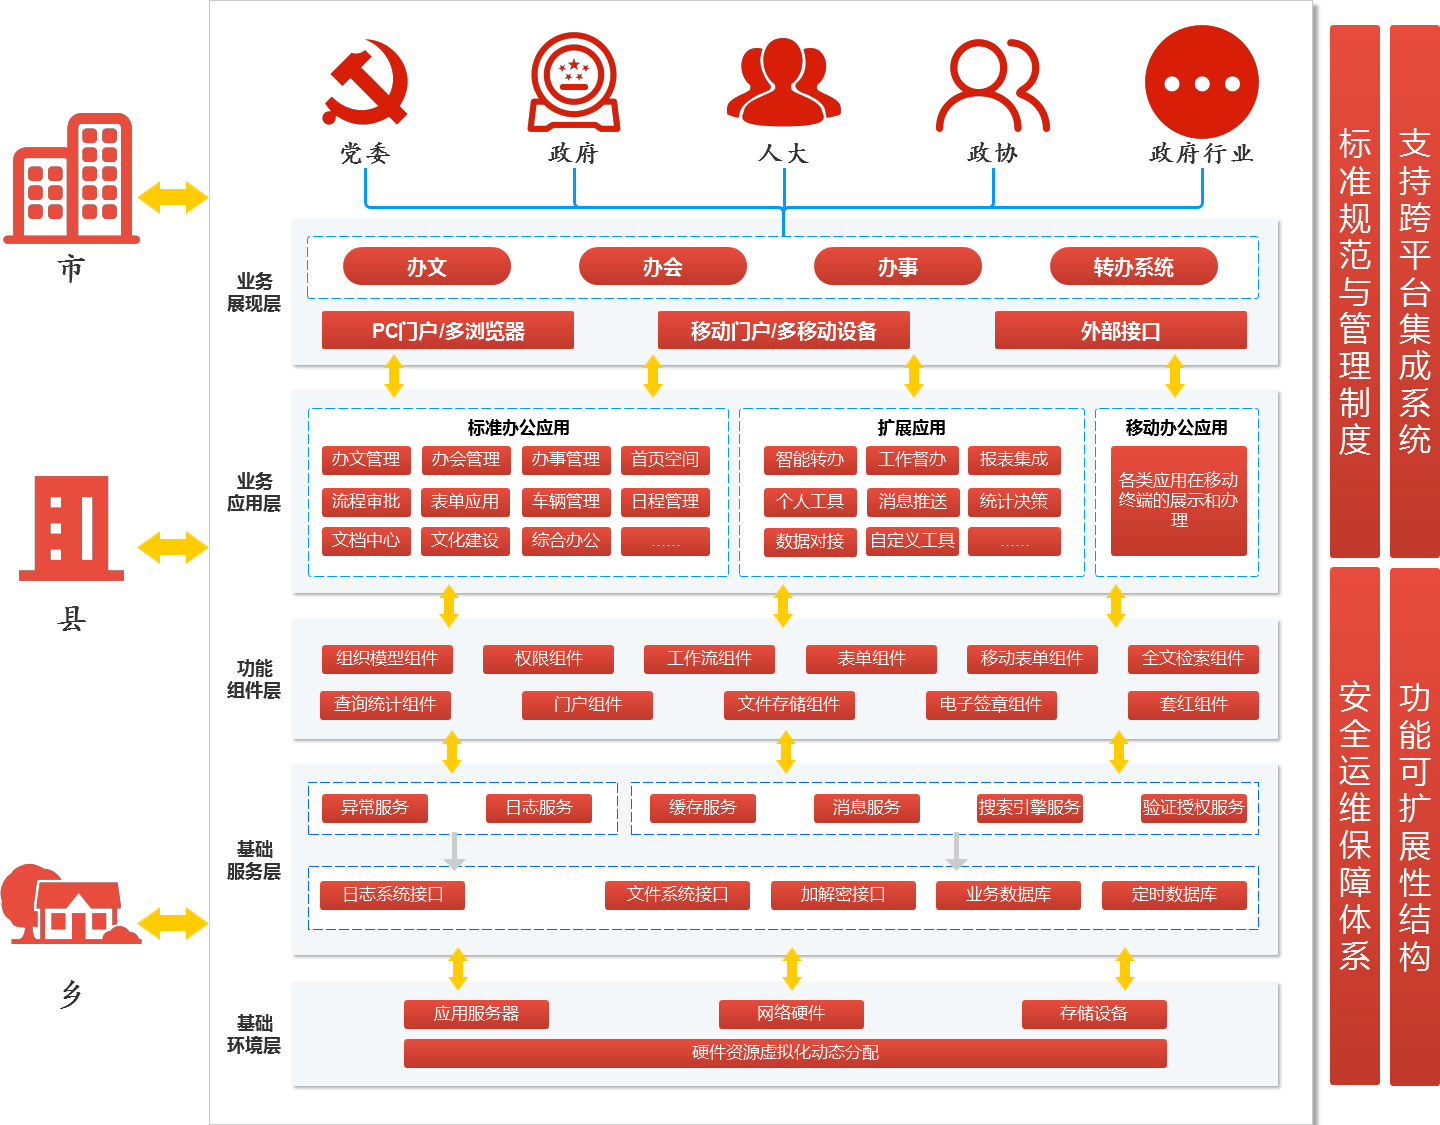 党委
政府
人大
政协
政府行业
市
县
乡
业务
展现层
办文
办会
办事
转办系统
PC门户/多浏览器
移动门户/多移动设备
外部接口
业务
应用层
标准办公应用
办文管理
办会管理
办事管理
首页空间
流程审批
表单应用
车辆管理
日程管理
文档中心
文化建设
综合办公
......
扩展应用
智能转办
工作督办
报表集成
个人工具
消息推送
统计决策
数据对接
自定义工具
......
移动办公应用
各类应用在移动
终端的展示和办
理
功能
组件层
组织模型组件
权限组件
工作流组件
表单组件
移动表单组件
全文检索组件
查询统计组件
门户组件
文件存储组件
电子签章组件
套红组件
基础
服务层
异常服务
日志服务
缓存服务
消息服务
搜索引擎服务
验证授权服务
日志系统接口
文件系统接口
加解密接口
业务数据库
定时数据库
基础
环境层
应用服务器
网络硬件
存储设备
硬件资源虚拟化动态分配
标准规范与管理制度
支持跨平台集成系统
安全运维保障体系
功能可扩展性结构